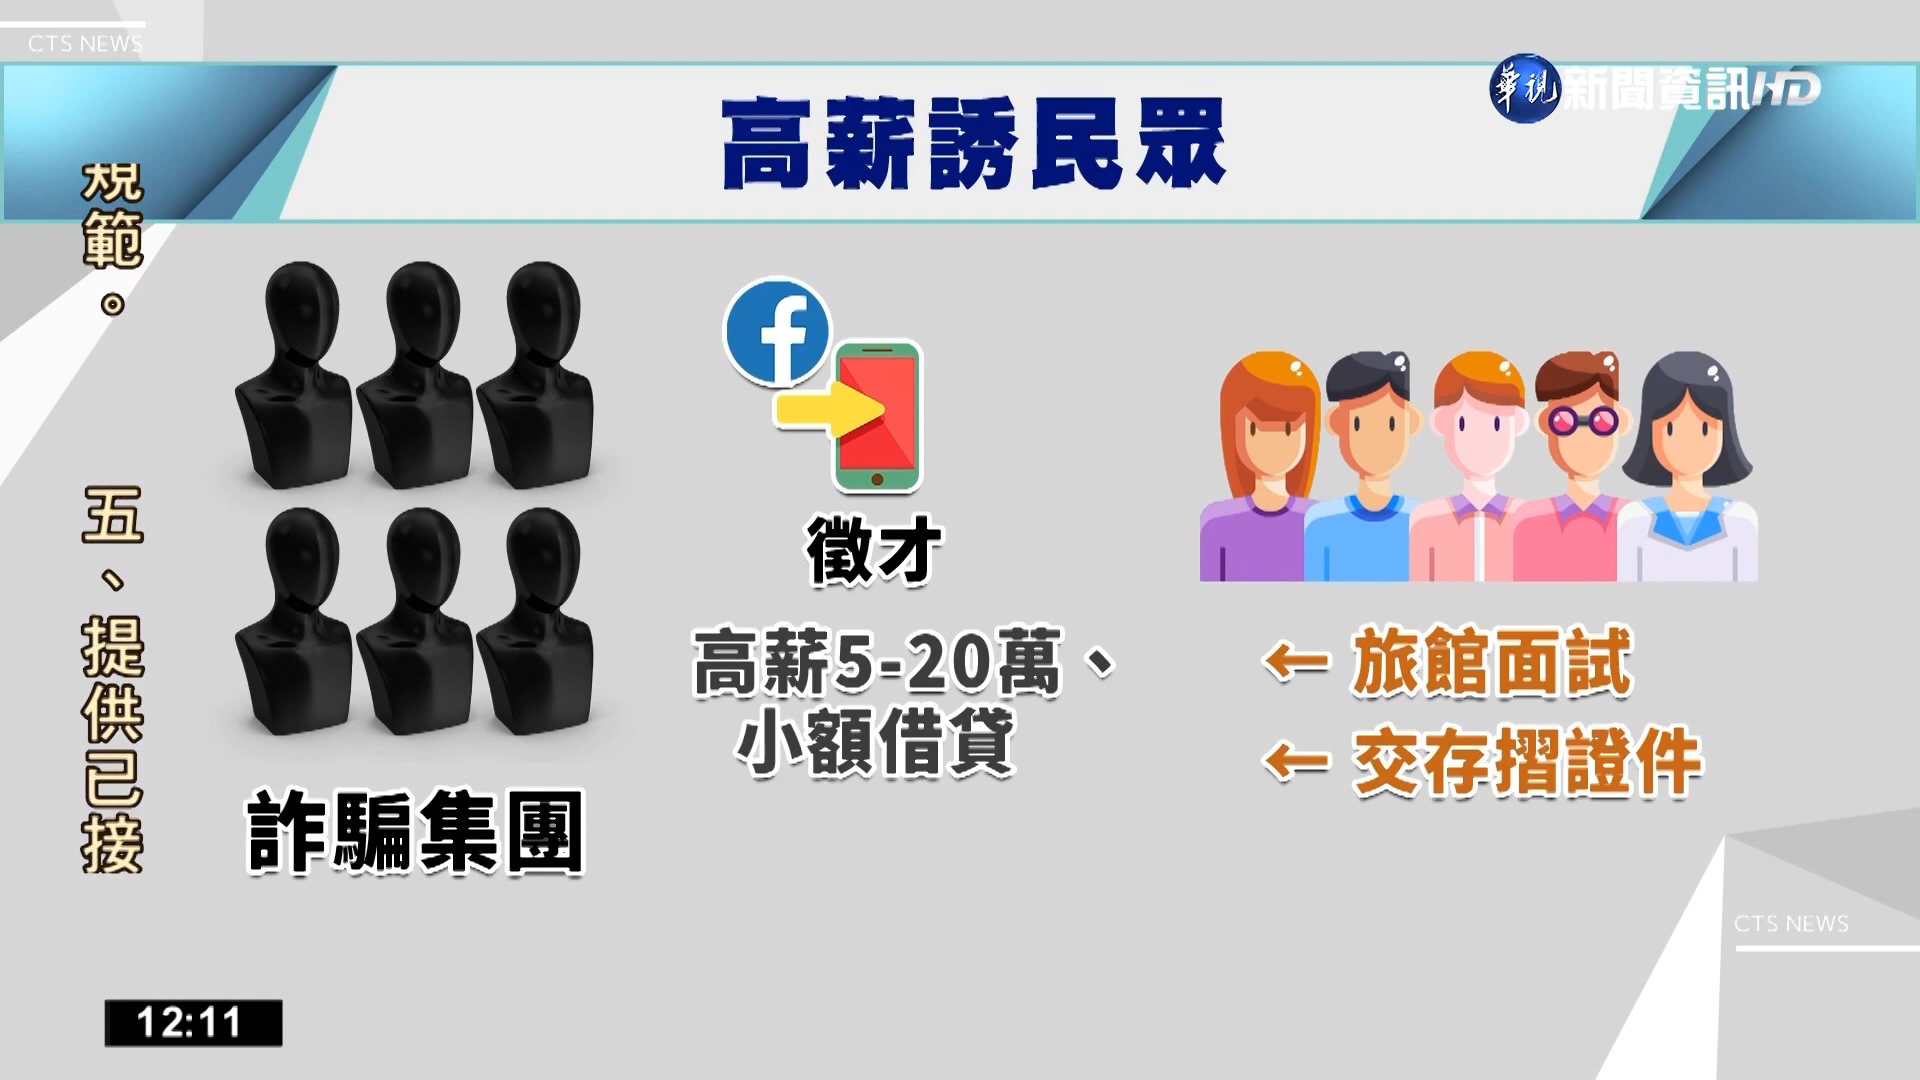 CTS NEWS
華視新聞資訊HD
高薪誘民眾
規範。 五、提供已接
徵才
高薪5-20萬、
小額借貸
詐騙集團
← 旅館面試
← 交存摺證件
CTS NEWS
12:11